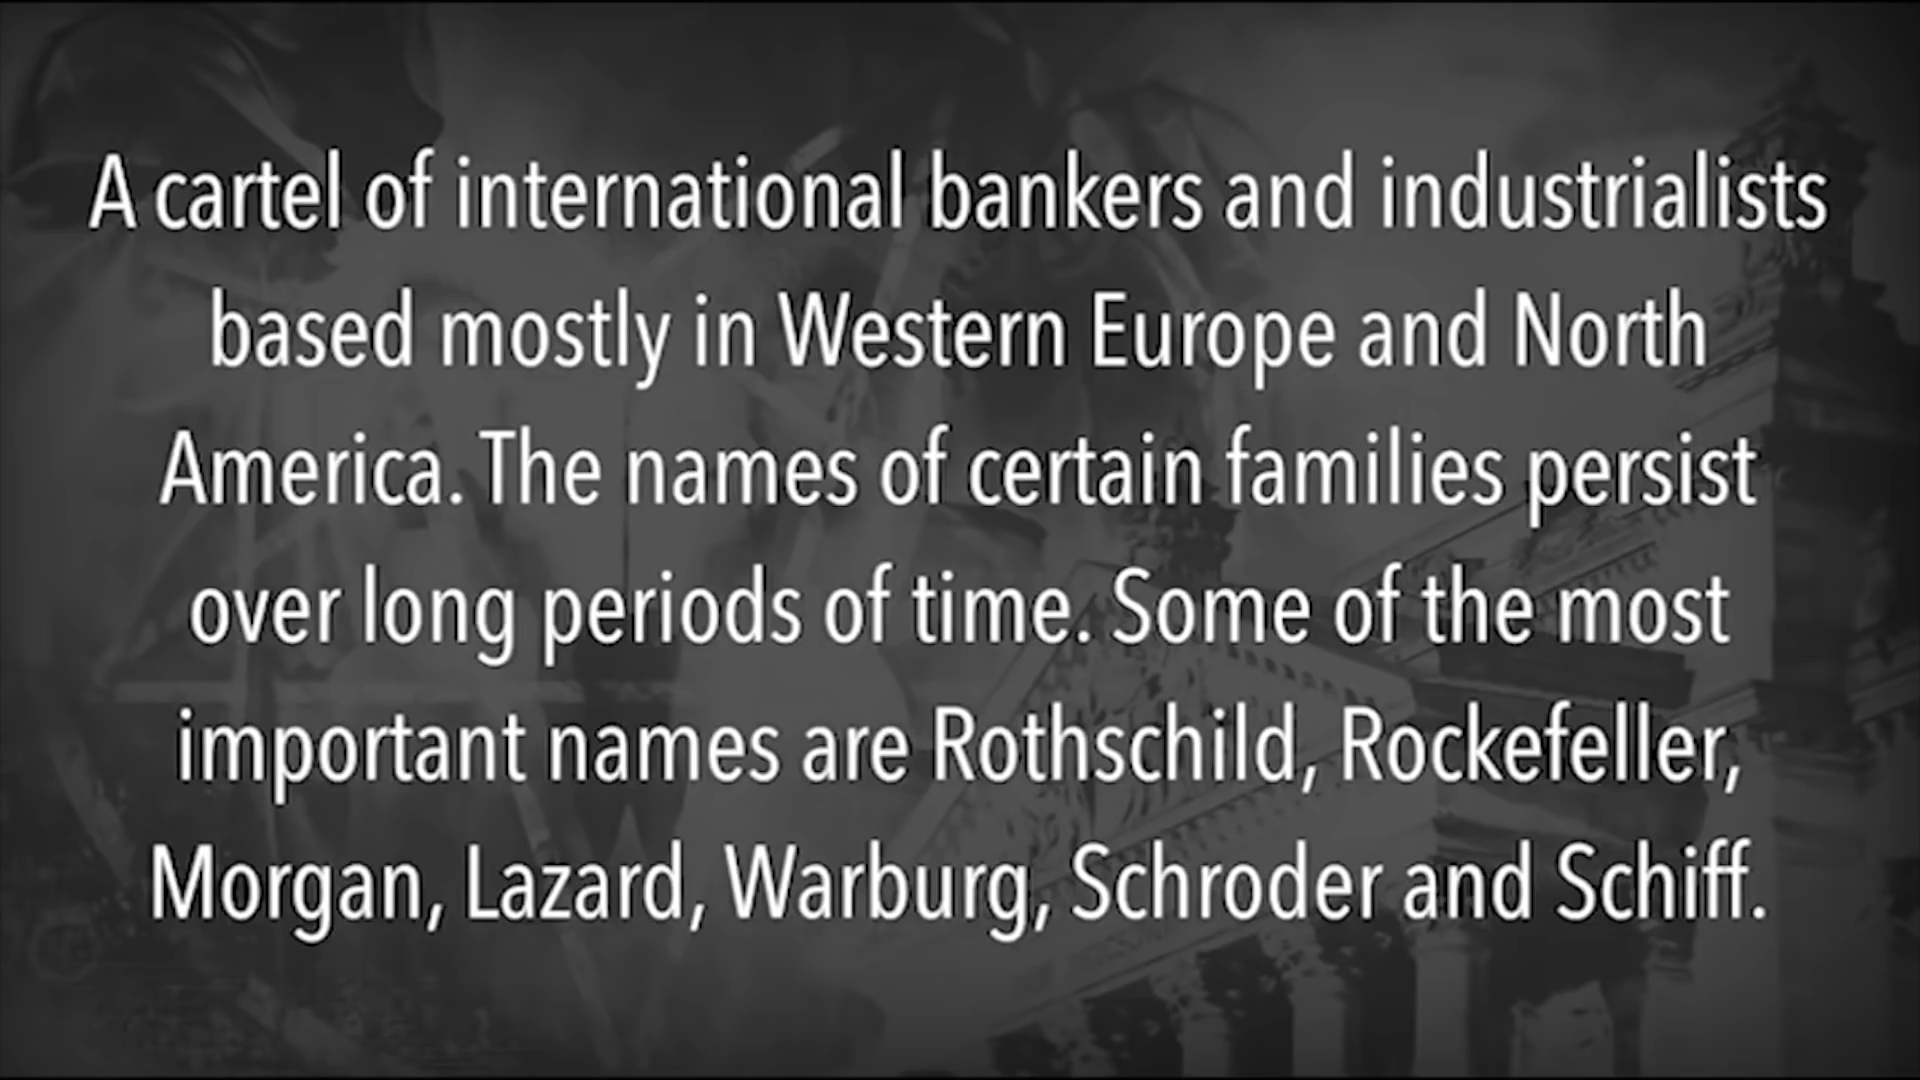 A cartel of international bankers and industrialists
based mostly in Western Europe and North
America. The names of certain families persist
over long periods of time. Some of the most
important names are Rothschild, Rockefeller,
Morgan, Lazard, Warburg, Schroder and Schiff.